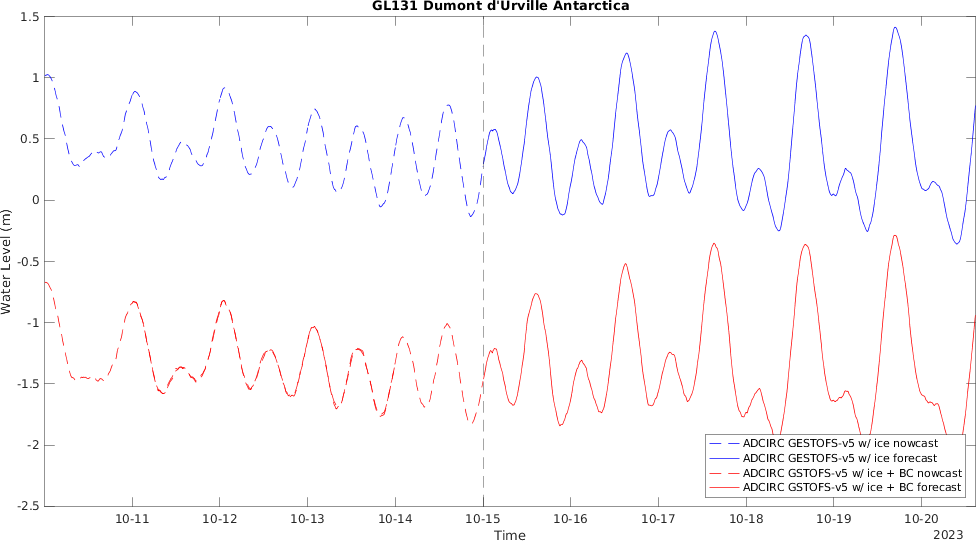 GL131 Dumont d'Urville Antarctica
1.5
1
0.5
0
-0.5
-1
-1.5
-2
-2.5
Water Level (m)
ADCIRC GESTOFS-v5 w/ ice nowcast
ADCIRC GESTOFS-v5 w/ ice forecast
ADCIRC GSTOFS-v5 w/ ice + BC nowcast
ADCIRC GSTOFS-v5 w/ ice + BC forecast
10-11 10-12 10-13 10-14 10-15 10-16 10-17 10-18 10-19 10-20
Time
2023